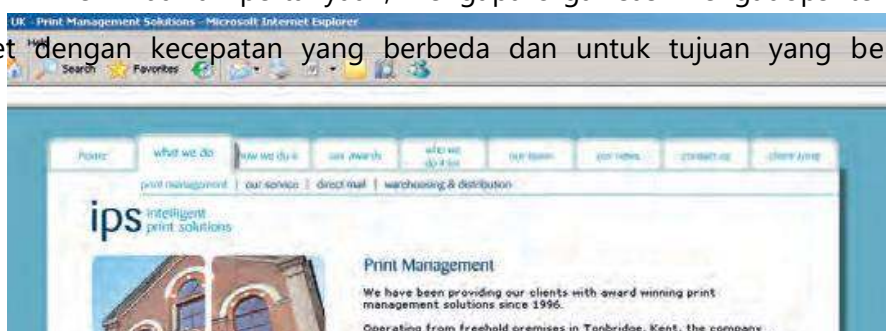 UK - Print Management Solutions - Microsoft Internet Explorer
dengan kecepatan yang berbeda dan untuk tujuan yang be
Help
Search Favorites
home what we do how we do it our awards who we do it for our team our news contact us client zone
print management | our service | direct mail | warehousing & distribution
ips intelligent
print solutions
Print Management
We have been providing our clients with award winning print
management solutions since 1996.
Operating from freehold premises in Tonbridge, Kent, the company